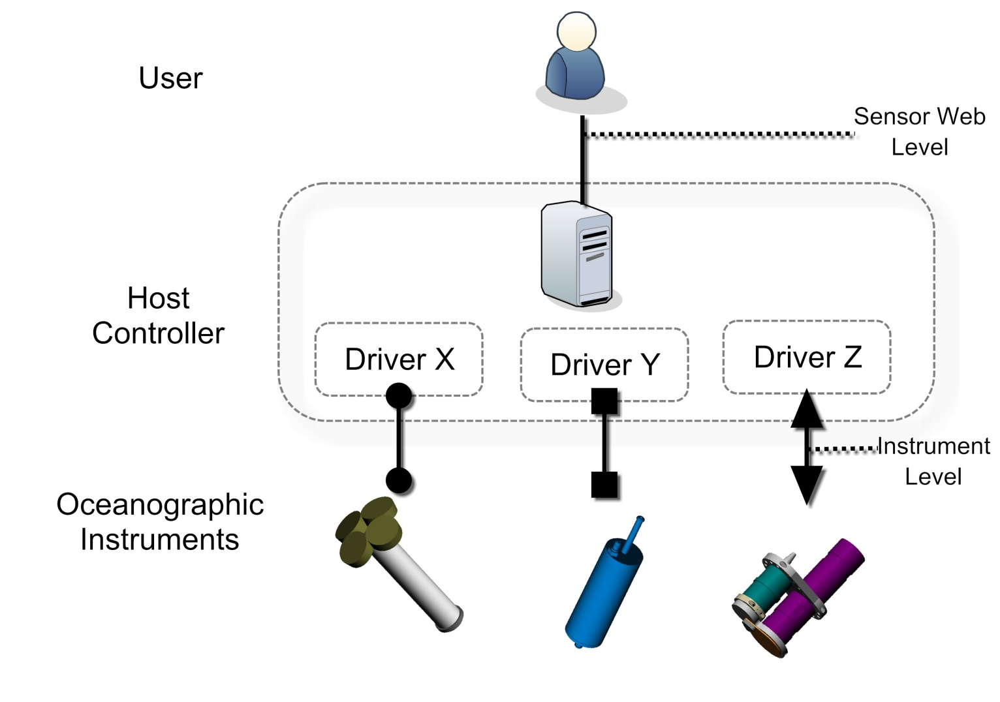 User
Sensor Web
Level
Host
Controller
Driver X
Driver Y
Driver Z
Instrument
Level
Oceanographic
Instruments